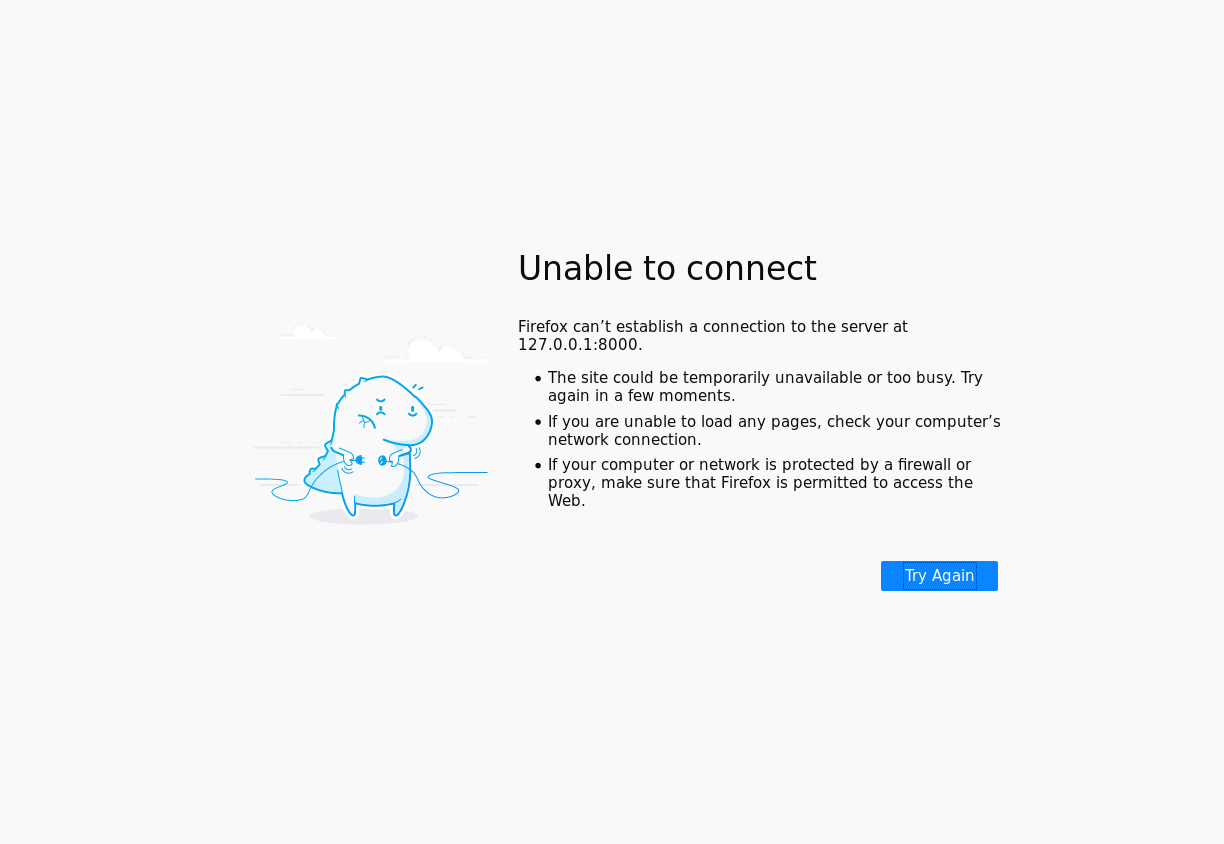 Unable to connect
Firefox can’t establish a connection to the server at
127.0.0.1:8000.
• The site could be temporarily unavailable or too busy. Try
again in a few moments.
• If you are unable to load any pages, check your computer’s
network connection.
• If your computer or network is protected by a firewall or
proxy, make sure that Firefox is permitted to access the
Web.
Try Again